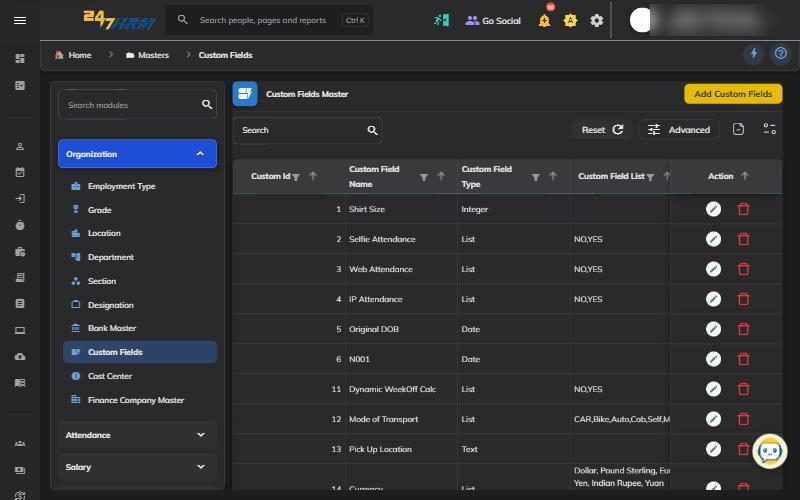 247HRM
Search people, pages and reports
Ctrl K
Go Social
Home
Masters
Custom Fields
Search modules
Organization
Employment Type
Grade
Location
Department
Section
Designation
Bank Master
Custom Fields
Cost Center
Finance Company Master
Attendance
Salary
Custom Fields Master
Add Custom Fields
Search
Reset
Advanced
Custom Id
Custom Field Name
Custom Field Type
Custom Field List
Action
1 Shirt Size Integer
2 Selfie Attendance List NO,YES
3 Web Attendance List NO,YES
4 IP Attendance List NO,YES
5 Original DOB Date
6 N001 Date
11 Dynamic WeekOff Calc List NO,YES
12 Mode of Transport List CAR,Bike,Auto,Cab,Self,M
13 Pick Up Location Text
14 Currency List Dollar, Pound Sterling, Eu
Yen, Indian Rupee, Yuan